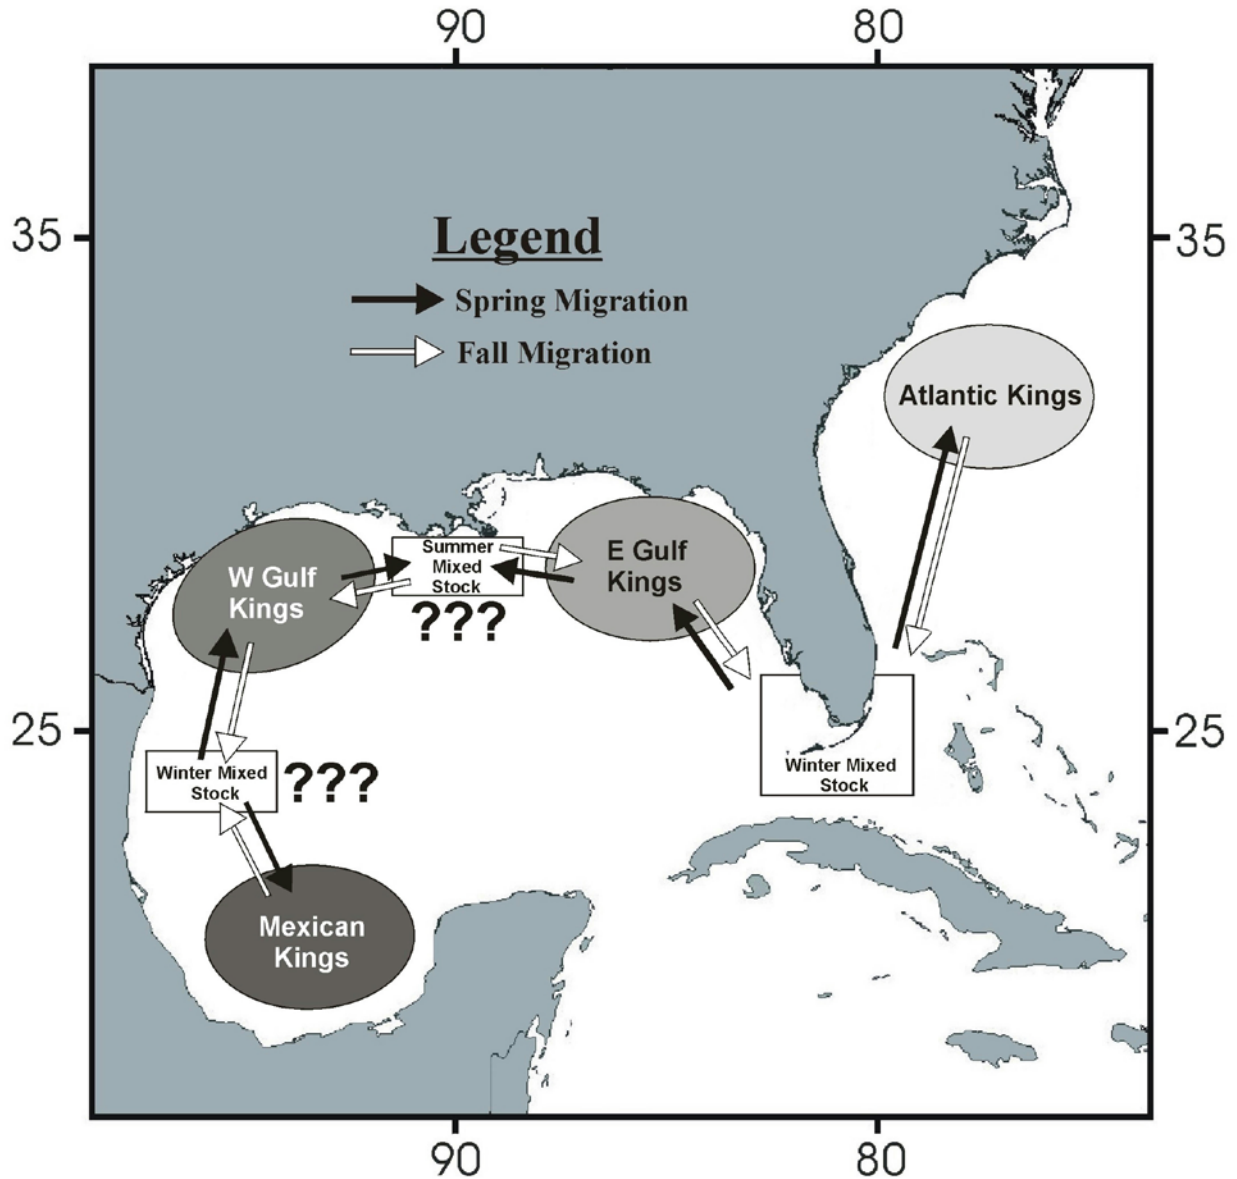 90 80
35 35
Legend
Spring Migration
Fall Migration
Atlantic Kings
Summer
Mixed
Stock
???
E Gulf
Kings
W Gulf
Kings
25 25
Winter Mixed
Stock
???
Winter Mixed
Stock
Mexican
Kings
90 80